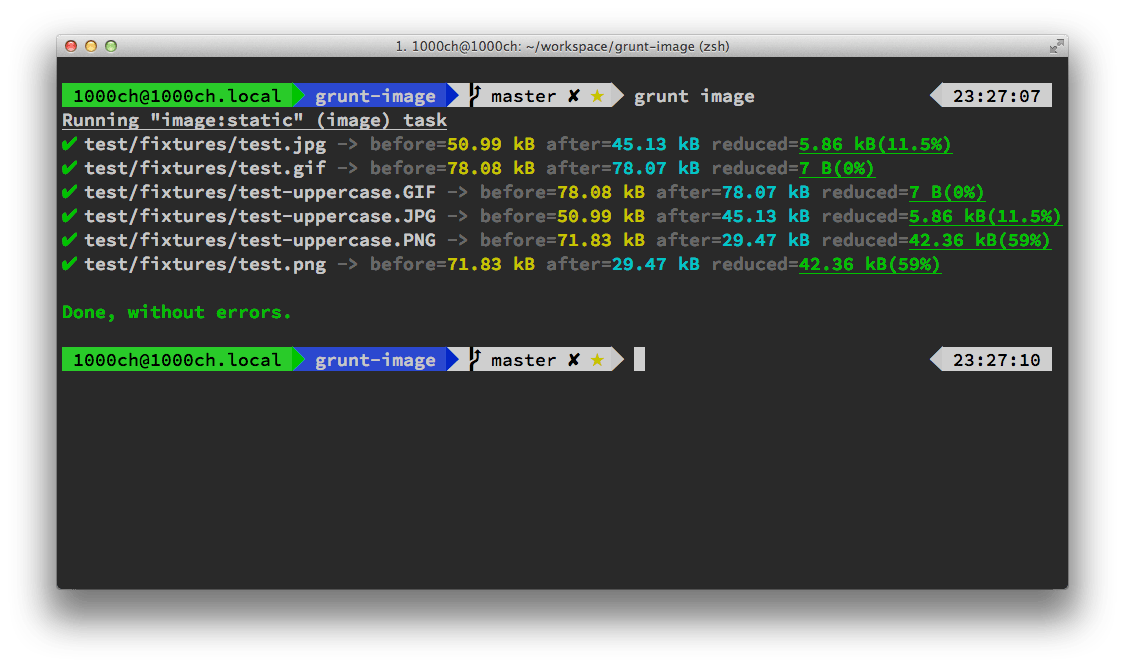 1. 1000ch@1000ch: ~/workspace/grunt-image (zsh)
1000ch@1000ch.local grunt-image master ✘ ★ grunt image 23:27:07
Running "image:static" (image) task
✔ test/fixtures/test.jpg -> before=50.99 kB after=45.13 kB reduced=5.86 kB(11.5%)
✔ test/fixtures/test.gif -> before=78.08 kB after=78.07 kB reduced=7 B(0%)
✔ test/fixtures/test-uppercase.GIF -> before=78.08 kB after=78.07 kB reduced=7 B(0%)
✔ test/fixtures/test-uppercase.JPG -> before=50.99 kB after=45.13 kB reduced=5.86 kB(11.5%)
✔ test/fixtures/test-uppercase.PNG -> before=71.83 kB after=29.47 kB reduced=42.36 kB(59%)
✔ test/fixtures/test.png -> before=71.83 kB after=29.47 kB reduced=42.36 kB(59%)
Done, without errors.
1000ch@1000ch.local grunt-image master ✘ ★ 23:27:10